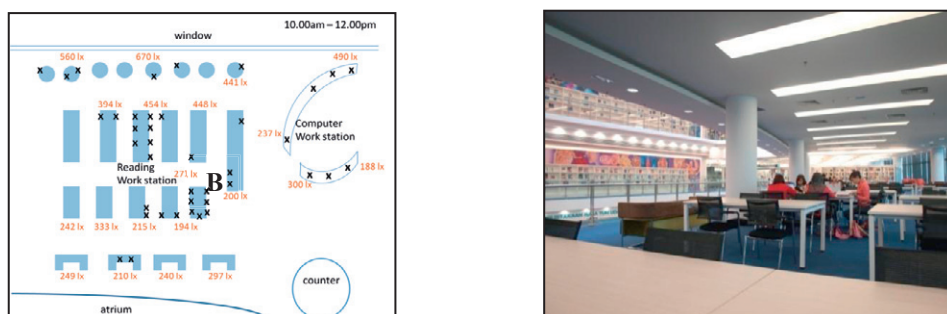 10.00am – 12.00pm
window
560 lx
670 lx
490 lx
441 lx
394 lx
454 lx
448 lx
237 lx
Computer
Work station
Reading
Work station
271 lx
B
188 lx
300 lx
200 lx
242 lx
333 lx
215 lx
194 lx
249 lx
210 lx
240 lx
297 lx
counter
atrium